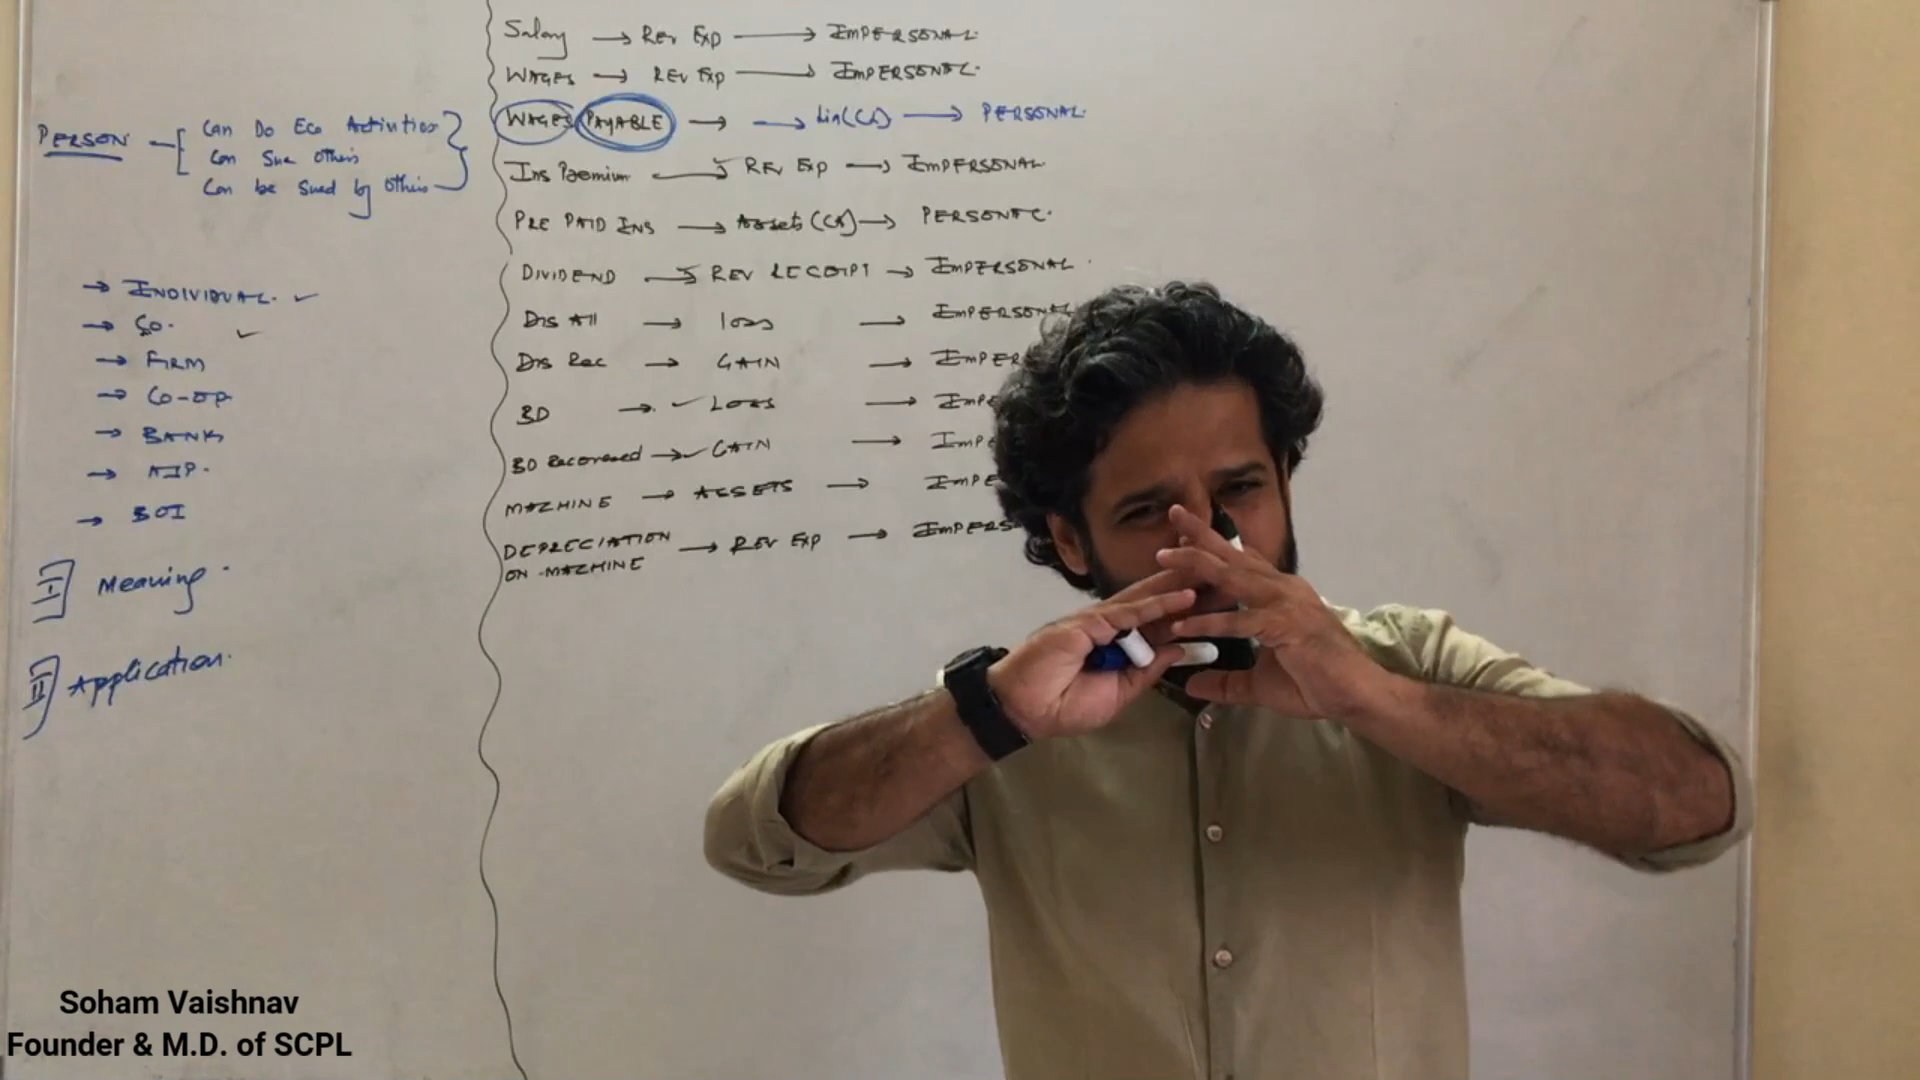 PERSON
Can Do Eco Activities
Can Sue Others
Can be Sued by Others
→ INDIVIDUAL. ✓
→ Co. ✓
→ FIRM
→ CO-OP
→ BANK
→ AJP.
→ BOI
I] Meaning.
II] Application.
Salary → Rev Exp → IMPERSONAL.
WAGES → REV Exp → IMPERSONAL.
WAGES PAYABLE → → Lia(CL) → PERSONAL.
Ins Premium → REV Exp → IMPERSONAL
PRE PAID INS → Assets (CA) → PERSONAL.
DIVIDEND → REV RECEIPT → IMPERSONAL.
Dis All → loss → IMPERSONAL
Dis Rec → GAIN → IMPER
BD → ✓ Loss → IMPE
BD Recovered → ✓ GAIN → IMPE
MACHINE → ASSETS → IMPE
DEPRECIATION ON MACHINE → REV EXP → IMPERS
Soham Vaishnav
Founder & M.D. of SCPL